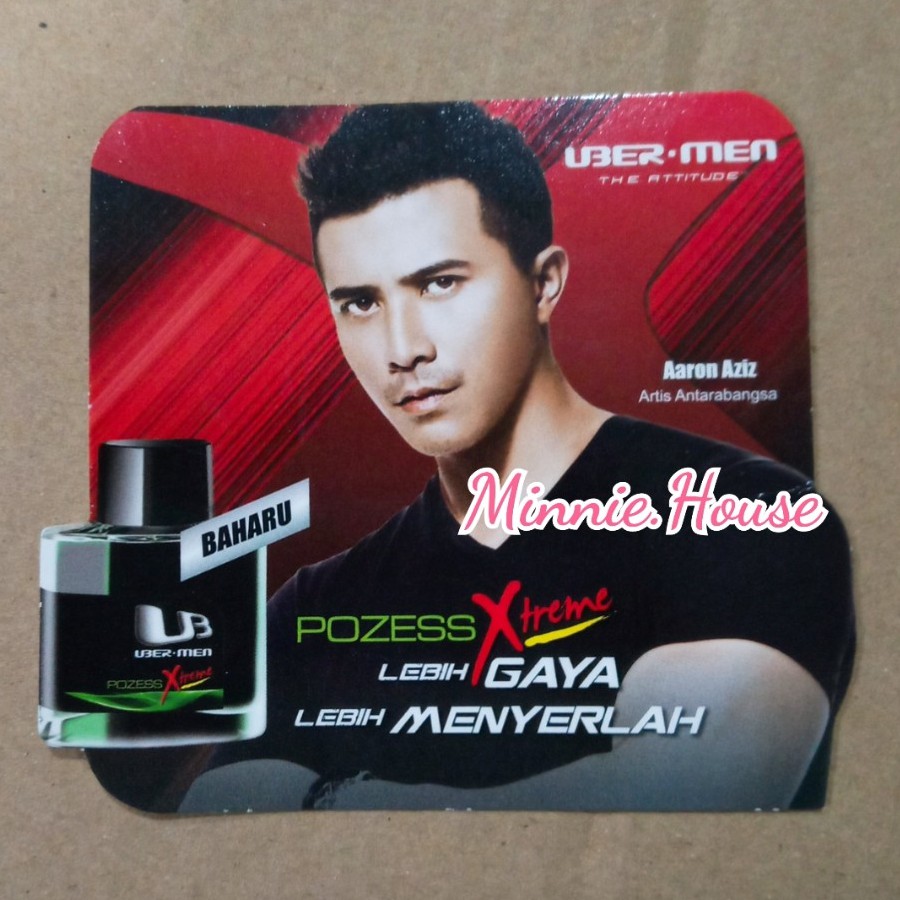 UBER·MEN
THE ATTITUDE
Aaron Aziz
Artis Antarabangsa
Minnie.House
BAHARU
UB
UBER·MEN
POZESS Xtreme
POZESS Xtreme
LEBIH GAYA
LEBIH MENYERLAH